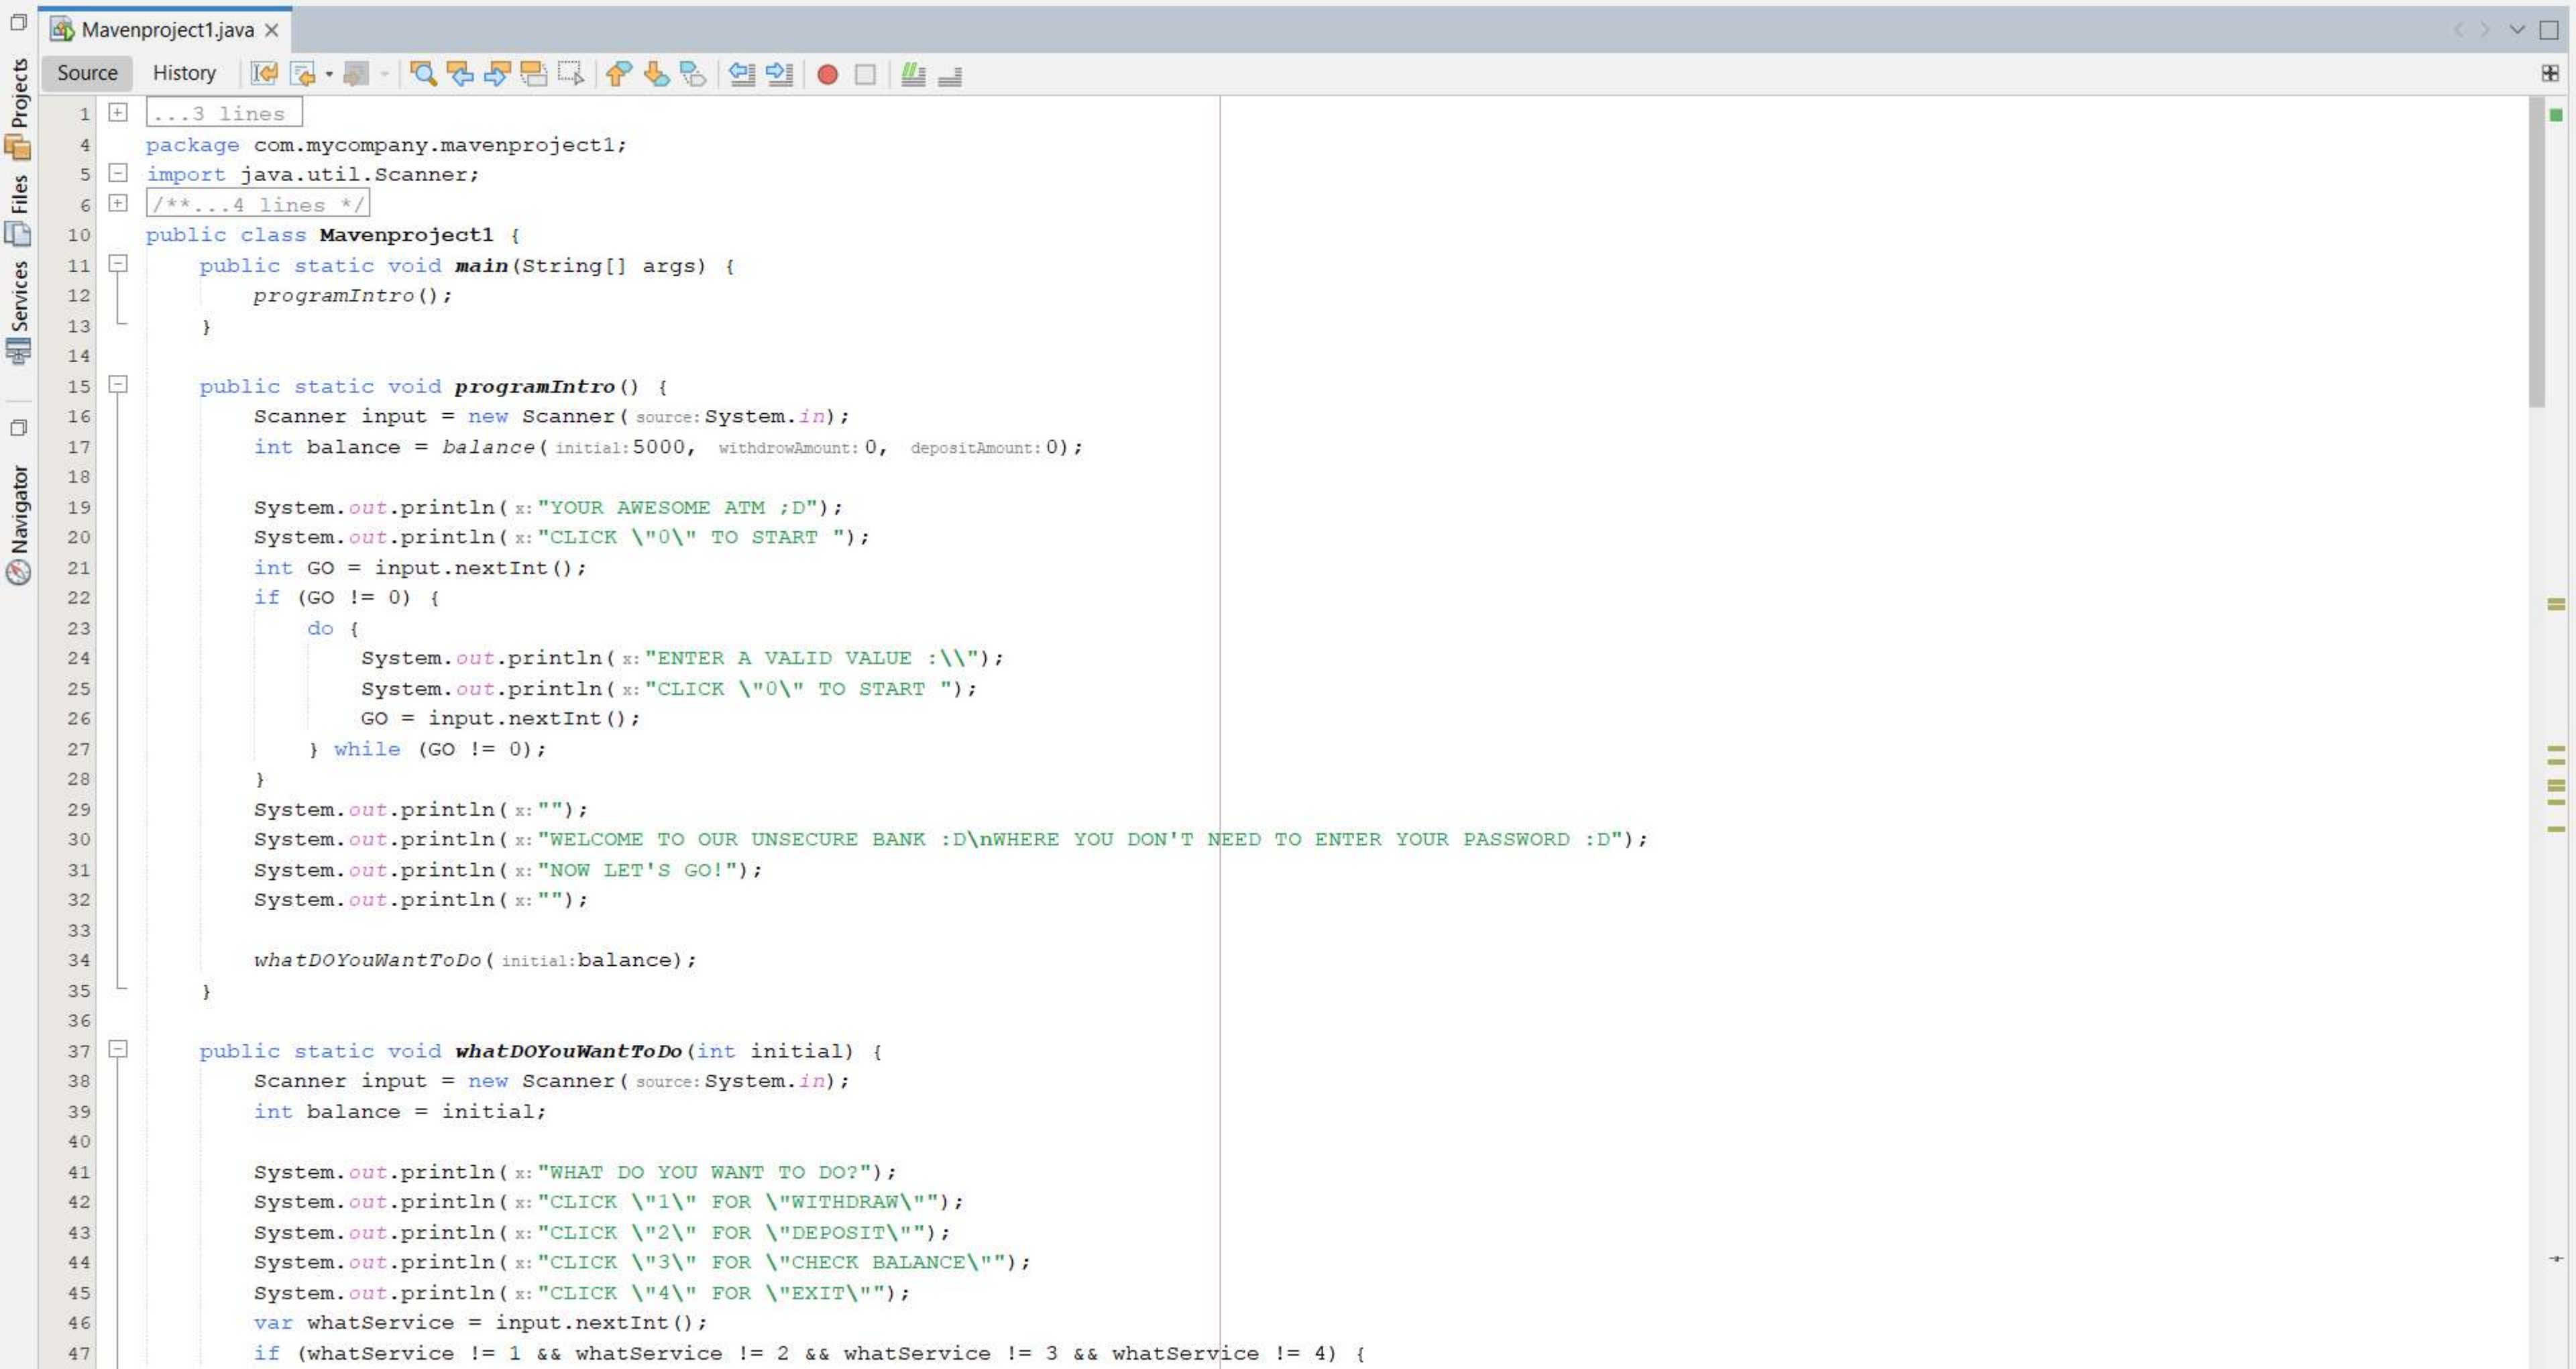 Mavenproject1.java
Source History
Projects
Files
Services
Navigator
1 ...3 lines
4 package com.mycompany.mavenproject1;
5 import java.util.Scanner;
6 /**...4 lines */
10 public class Mavenproject1 {
11 public static void main(String[] args) {
12 programIntro();
13 }
14
15 public static void programIntro() {
16 Scanner input = new Scanner( source: System.in);
17 int balance = balance( initial: 5000, withdrowAmount: 0, depositAmount: 0);
18
19 System.out.println( x: "YOUR AWESOME ATM ;D");
20 System.out.println( x: "CLICK \"0\" TO START ");
21 int GO = input.nextInt();
22 if (GO != 0) {
23 do {
24 System.out.println( x: "ENTER A VALID VALUE :\\");
25 System.out.println( x: "CLICK \"0\" TO START ");
26 GO = input.nextInt();
27 } while (GO != 0);
28 }
29 System.out.println( x: "");
30 System.out.println( x: "WELCOME TO OUR UNSECURE BANK :D\nWHERE YOU DON'T NEED TO ENTER YOUR PASSWORD :D");
31 System.out.println( x: "NOW LET'S GO!");
32 System.out.println( x: "");
33
34 whatDOYouWantToDo( initial: balance);
35 }
36
37 public static void whatDOYouWantToDo(int initial) {
38 Scanner input = new Scanner( source: System.in);
39 int balance = initial;
40
41 System.out.println( x: "WHAT DO YOU WANT TO DO?");
42 System.out.println( x: "CLICK \"1\" FOR \"WITHDRAW\"");
43 System.out.println( x: "CLICK \"2\" FOR \"DEPOSIT\"");
44 System.out.println( x: "CLICK \"3\" FOR \"CHECK BALANCE\"");
45 System.out.println( x: "CLICK \"4\" FOR \"EXIT\"");
46 var whatService = input.nextInt();
47 if (whatService != 1 && whatService != 2 && whatService != 3 && whatService != 4) {